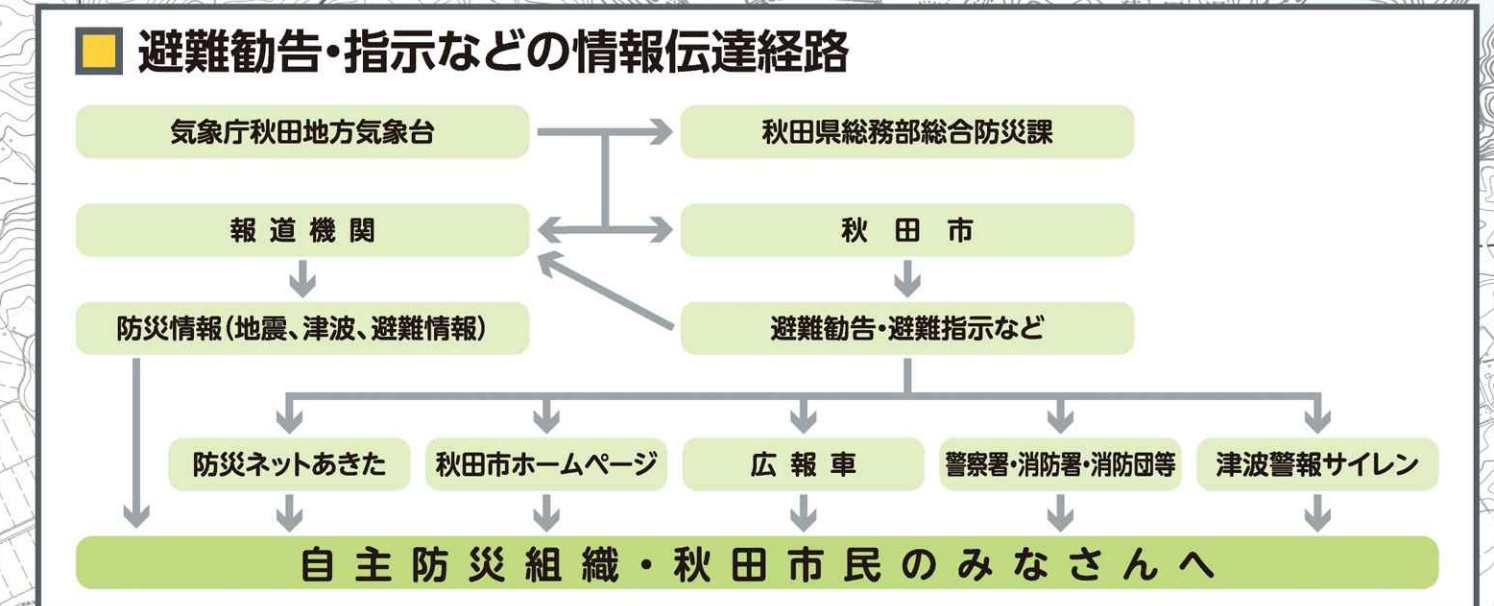 避難勧告・指示などの情報伝達経路
気象庁秋田地方気象台
秋田県総務部総合防災課
報道機関
秋田市
防災情報(地震、津波、避難情報)
避難勧告・避難指示など
防災ネットあきた
秋田市ホームページ
広報車
警察署・消防署・消防団等
津波警報サイレン
自主防災組織・秋田市民のみなさんへ